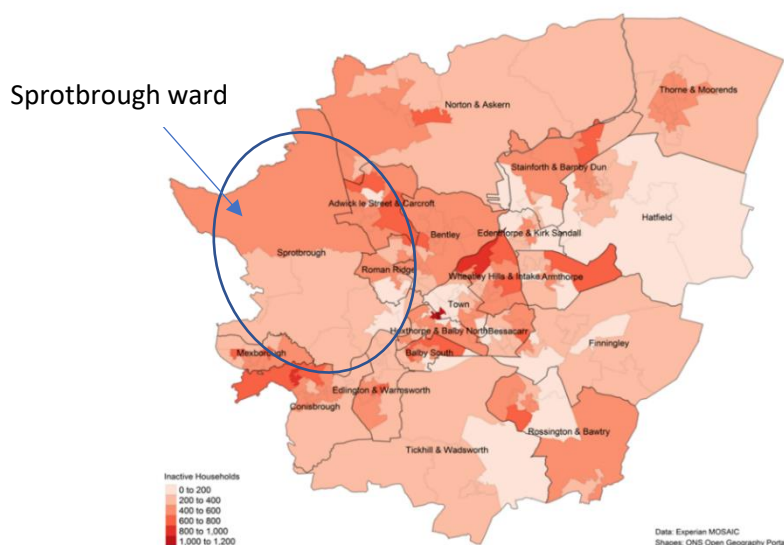 Sprotbrough ward
Norton & Askern
Thorne & Moorends
Stainforth & Barnby Dun
Adwick le Street & Carcroft
Hatfield
Bentley
Edenthorpe & Kirk Sandall
Sprotbrough
Roman Ridge
Wheatley Hills & Intake
Armthorpe
Town
Hexthorpe & Balby North
Bessacarr
Finningley
Mexborough
Balby South
Edlington & Warmsworth
Conisbrough
Rossington & Bawtry
Tickhill & Wadsworth
Inactive Households
0 to 200
200 to 400
400 to 600
600 to 800
800 to 1,000
1,000 to 1,200
Data: Experian MOSAIC
Shapes: ONS Open Geography Porta